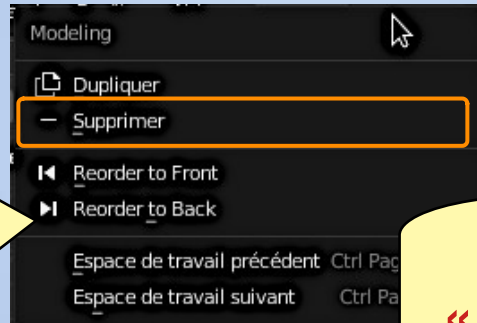 Modeling
Dupliquer
Supprimer
Reorder to Front
Reorder to Back
Espace de travail précédent Ctrl Pag
Espace de travail suivant Ctrl Pa
«